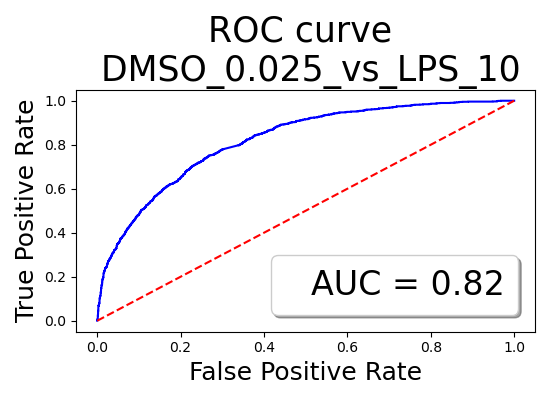 ROC curve
DMSO_0.025_vs_LPS_10
True Positive Rate
1.0
0.8
0.6
0.4
0.2
0.0
AUC = 0.82
0.0 0.2 0.4 0.6 0.8 1.0
False Positive Rate